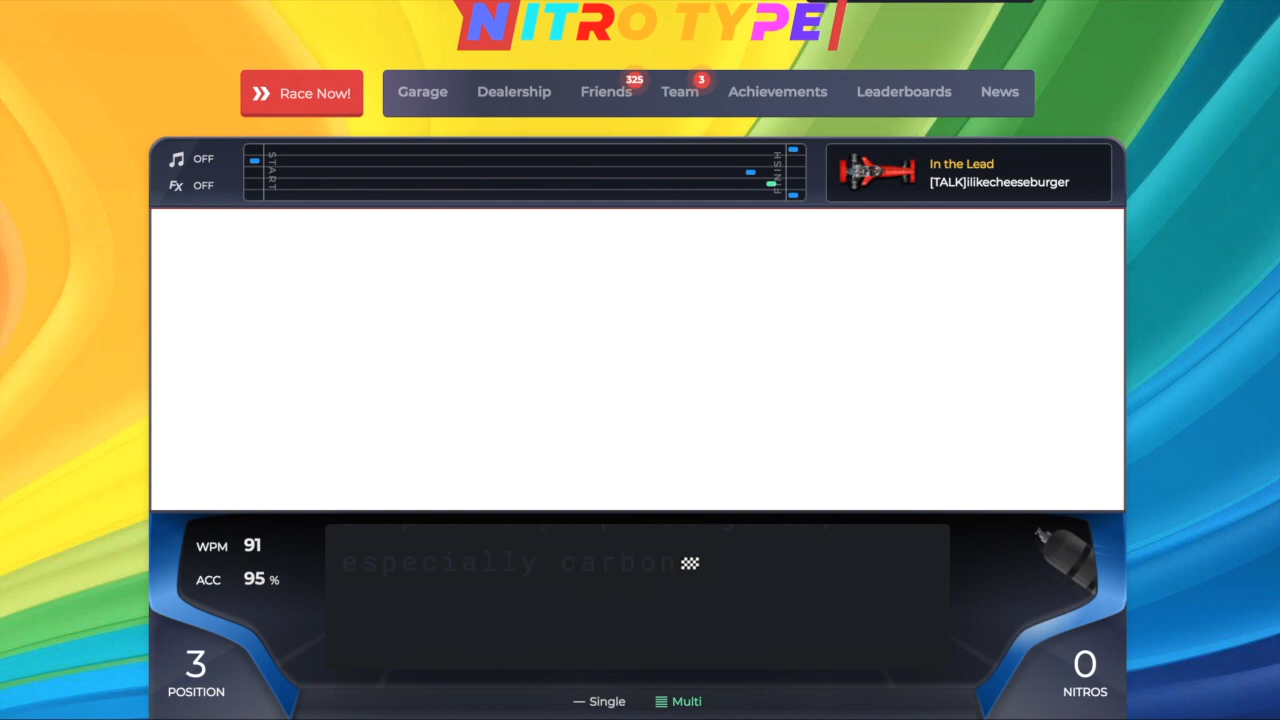 NITRO TYPE
Race Now!
Garage
Dealership
Friends
325
Team
3
Achievements
Leaderboards
News
OFF
Fx OFF
START
FINISH
In the Lead
[TALK]ilikecheeseburger
WPM 91
ACC 95 %
especially carbon
3
POSITION
0
NITROS
Single
Multi